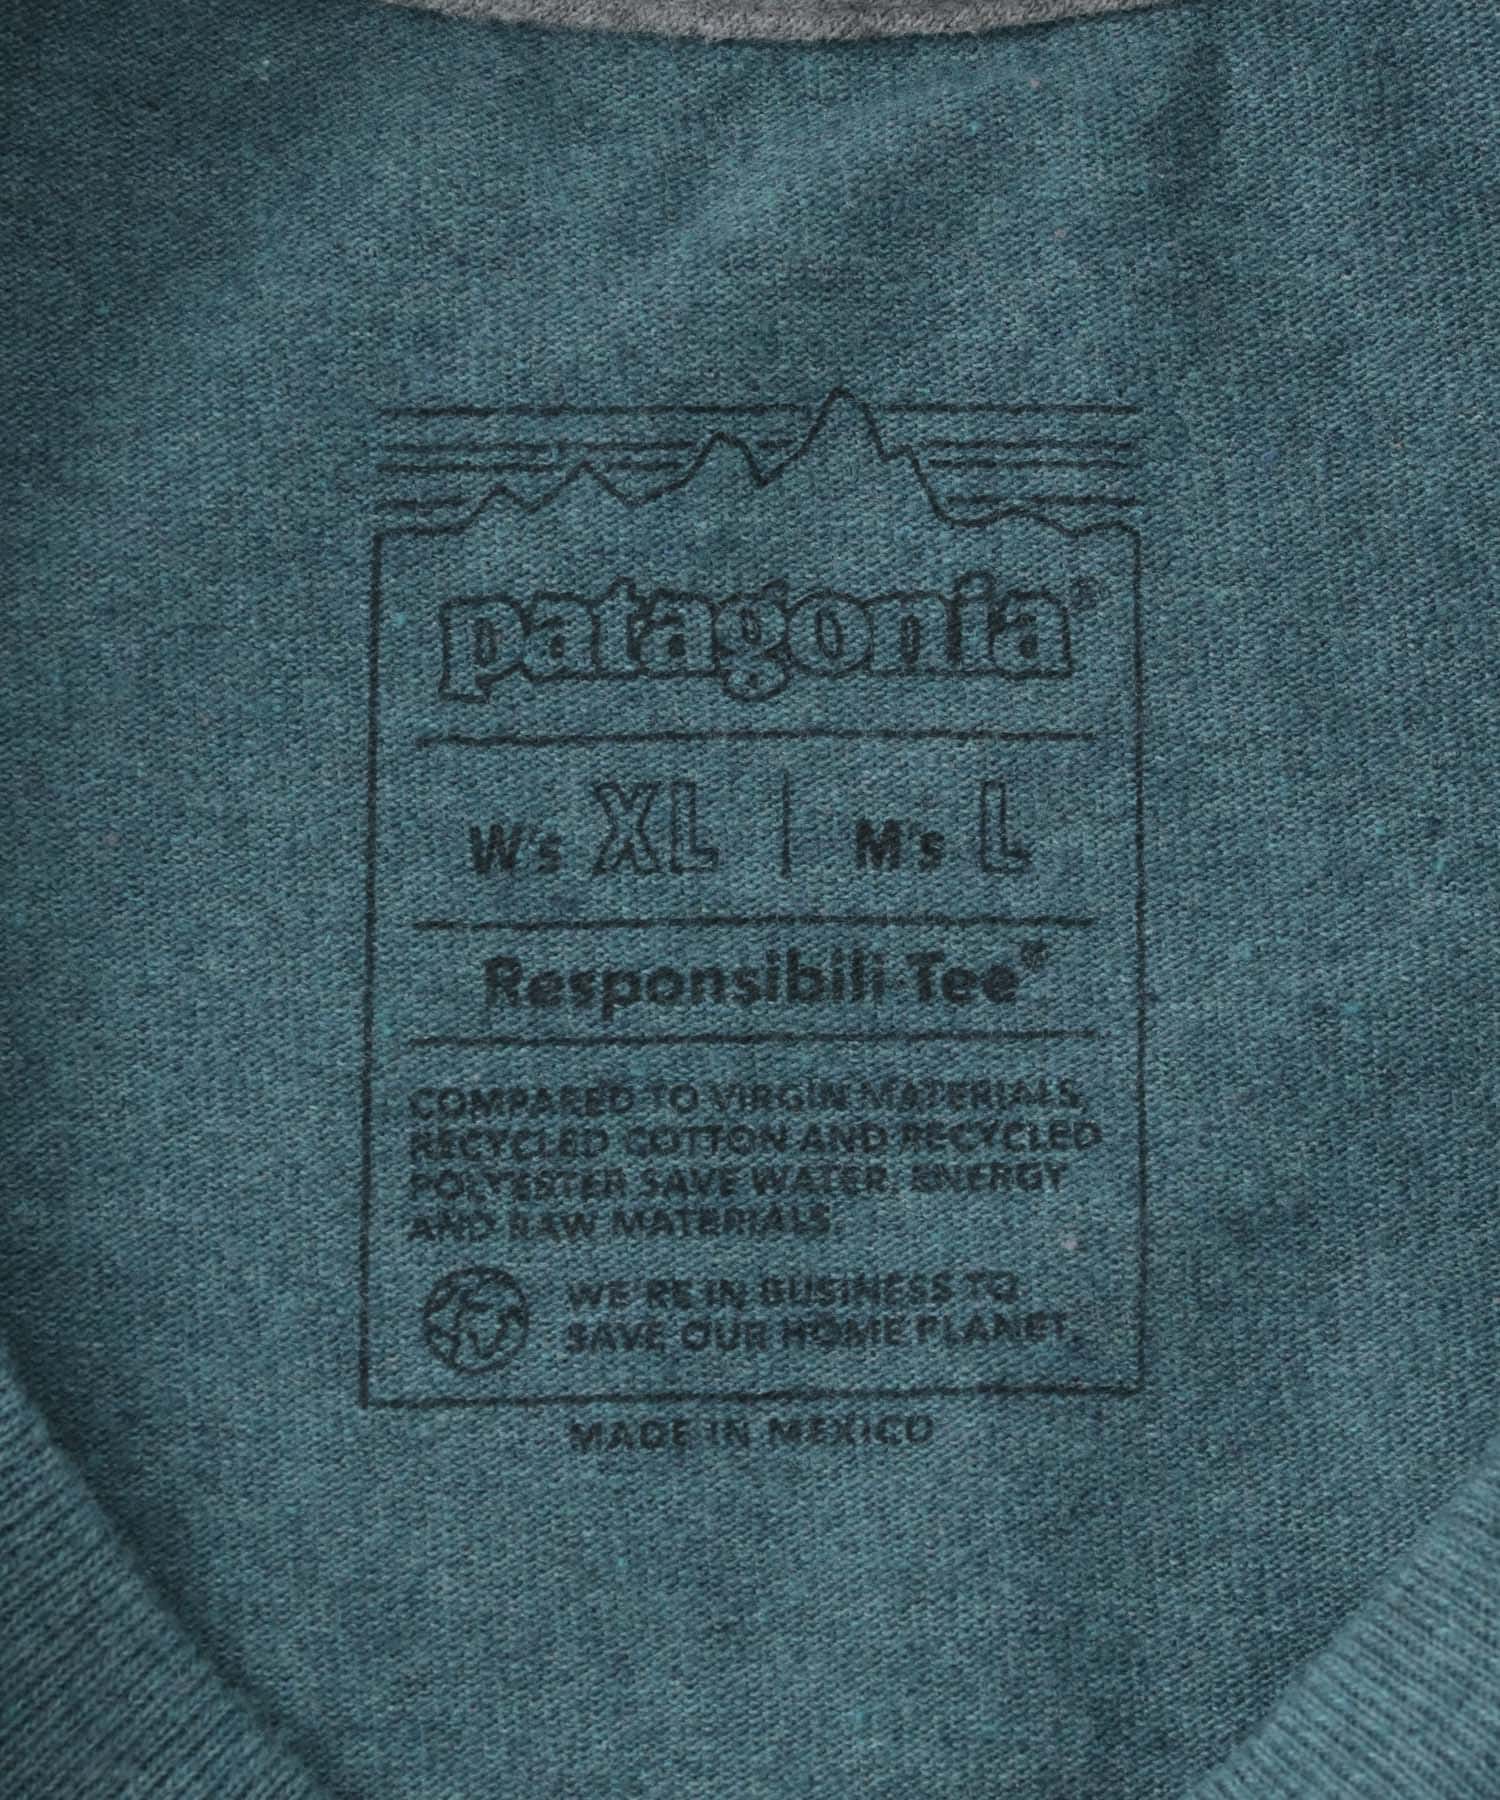 patagonia®
W's XL | M's L
Responsibili-Tee®
COMPARED TO VIRGIN MATERIALS,
RECYCLED COTTON AND RECYCLED
POLYESTER SAVE WATER, ENERGY
AND RAW MATERIALS.
WE'RE IN BUSINESS TO
SAVE OUR HOME PLANET.
MADE IN MEXICO